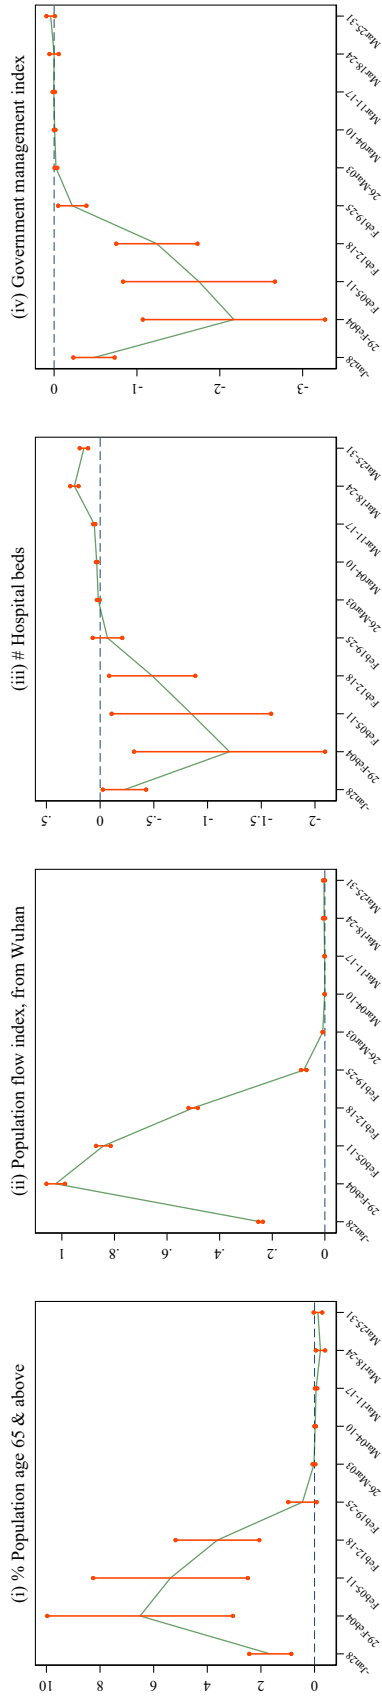 (i) % Population age 65 & above
10
8
6
4
2
0
-Jan28
29-Feb04
Feb05-11
Feb12-18
Feb19-25
26-Mar03
Mar04-10
Mar11-17
Mar18-24
Mar25-31
(ii) Population flow index, from Wuhan
1
.8
.6
.4
.2
0
-Jan28
29-Feb04
Feb05-11
Feb12-18
Feb19-25
26-Mar03
Mar04-10
Mar11-17
Mar18-24
Mar25-31
(iii) # Hospital beds
.5
0
-.5
-1
-1.5
-2
-Jan28
29-Feb04
Feb05-11
Feb12-18
Feb19-25
26-Mar03
Mar04-10
Mar11-17
Mar18-24
Mar25-31
(iv) Government management index
0
-1
-2
-3
-Jan28
29-Feb04
Feb05-11
Feb12-18
Feb19-25
26-Mar03
Mar04-10
Mar11-17
Mar18-24
Mar25-31